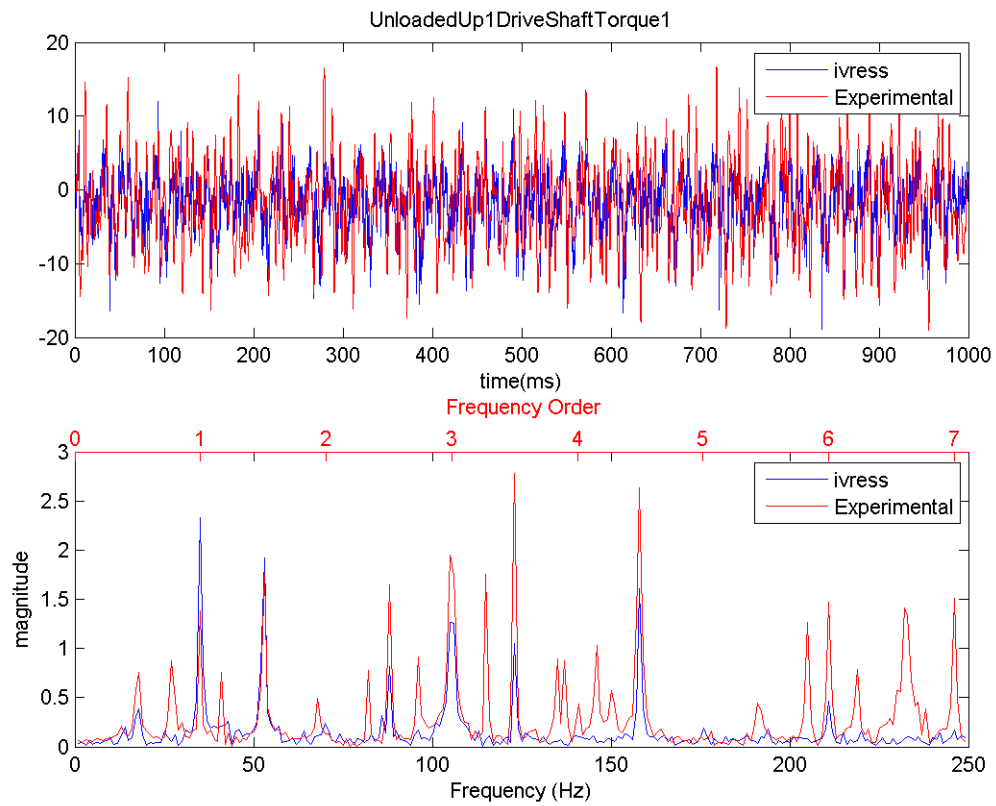 UnloadedUp1DriveShaftTorque1
20
10
0
-10
-20
ivress
Experimental
0 100 200 300 400 500 600 700 800 900 1000
time(ms)
Frequency Order
0 1 2 3 4 5 6 7
3
2.5
2
1.5
1
0.5
0
magnitude
ivress
Experimental
0 50 100 150 200 250
Frequency (Hz)